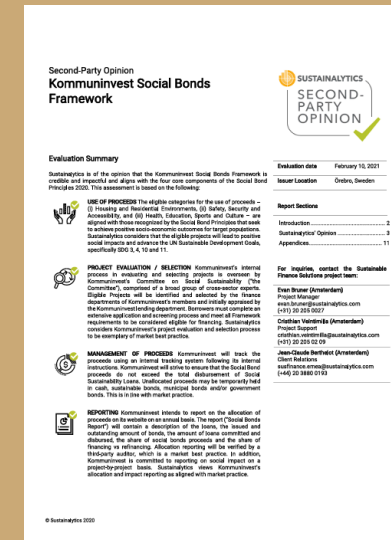 Second-Party Opinion
Kommuninvest Social Bonds
Framework
SUSTAINALYTICS
SECOND-
PARTY
OPINION
Evaluation Summary
Sustainalytics is of the opinion that the Kommuninvest Social Bonds Framework is
credible and impactful and aligns with the four core components of the Social Bond
Principles 2020. This assessment is based on the following:
USE OF PROCEEDS The eligible categories for the use of proceeds –
(i) Housing and Residential Environments, (ii) Safety, Security and
Accessibility, and (iii) Health, Education, Sports and Culture – are
aligned with those recognized by the Social Bond Principles that seek
to achieve positive socio-economic outcomes for target populations.
Sustainalytics considers that the eligible projects will lead to positive
social impacts and advance the UN Sustainable Development Goals,
specifically SDG 3, 4, 10 and 11.
PROJECT EVALUATION / SELECTION Kommuninvest's internal
process in evaluating and selecting projects is overseen by
Kommuninvest's Committee on Social Sustainability ("the
Committee"), comprised of a broad group of cross-sector experts.
Eligible Projects will be identified and selected by the finance
departments of Kommuninvest's members and initially appraised by
the Kommuninvest lending department. Borrowers must complete an
extensive application and screening process and meet all Framework
requirements to be considered eligible for financing. Sustainalytics
considers Kommuninvest's project evaluation and selection process
to be exemplary of market best practice.
MANAGEMENT OF PROCEEDS Kommuninvest will track the
proceeds using an internal tracking system following its internal
instructions. Kommuninvest will strive to ensure that the Social Bond
proceeds do not exceed the total disbursement of Social
Sustainability Loans. Unallocated proceeds may be temporarily held
in cash, sustainable bonds, municipal bonds and/or government
bonds. This is in line with market practice.
REPORTING Kommuninvest intends to report on the allocation of
proceeds on its website on an annual basis. The report ("Social Bonds
Report") will contain a description of the loans, the issued and
outstanding amount of bonds, the amount of loans committed and
disbursed, the share of social bonds proceeds and the share of
financing vs refinancing. Allocation reporting will be verified by a
third-party auditor, which is a market best practice. In addition,
Kommuninvest is committed to reporting on social impact on a
project-by-project basis. Sustainalytics views Kommuninvest's
allocation and impact reporting as aligned with market practice.
Evaluation date February 10, 2021
Issuer Location Örebro, Sweden
Report Sections
Introduction 2
Sustainalytics' Opinion 3
Appendices 11
For inquiries, contact the Sustainable
Finance Solutions project team:
Evan Bruner (Amsterdam)
Project Manager
evan.bruner@sustainalytics.com
(+31) 20 205 0027
Cristhian Veintimilla (Amsterdam)
Project Support
cristhian.veintimilla@sustainalytics.com
(+31) 20 205 02 09
Jean-Claude Berthelot (Amsterdam)
Client Relations
susfinance.emea@sustainalytics.com
(+44) 20 3880 0193
© Sustainalytics 2020